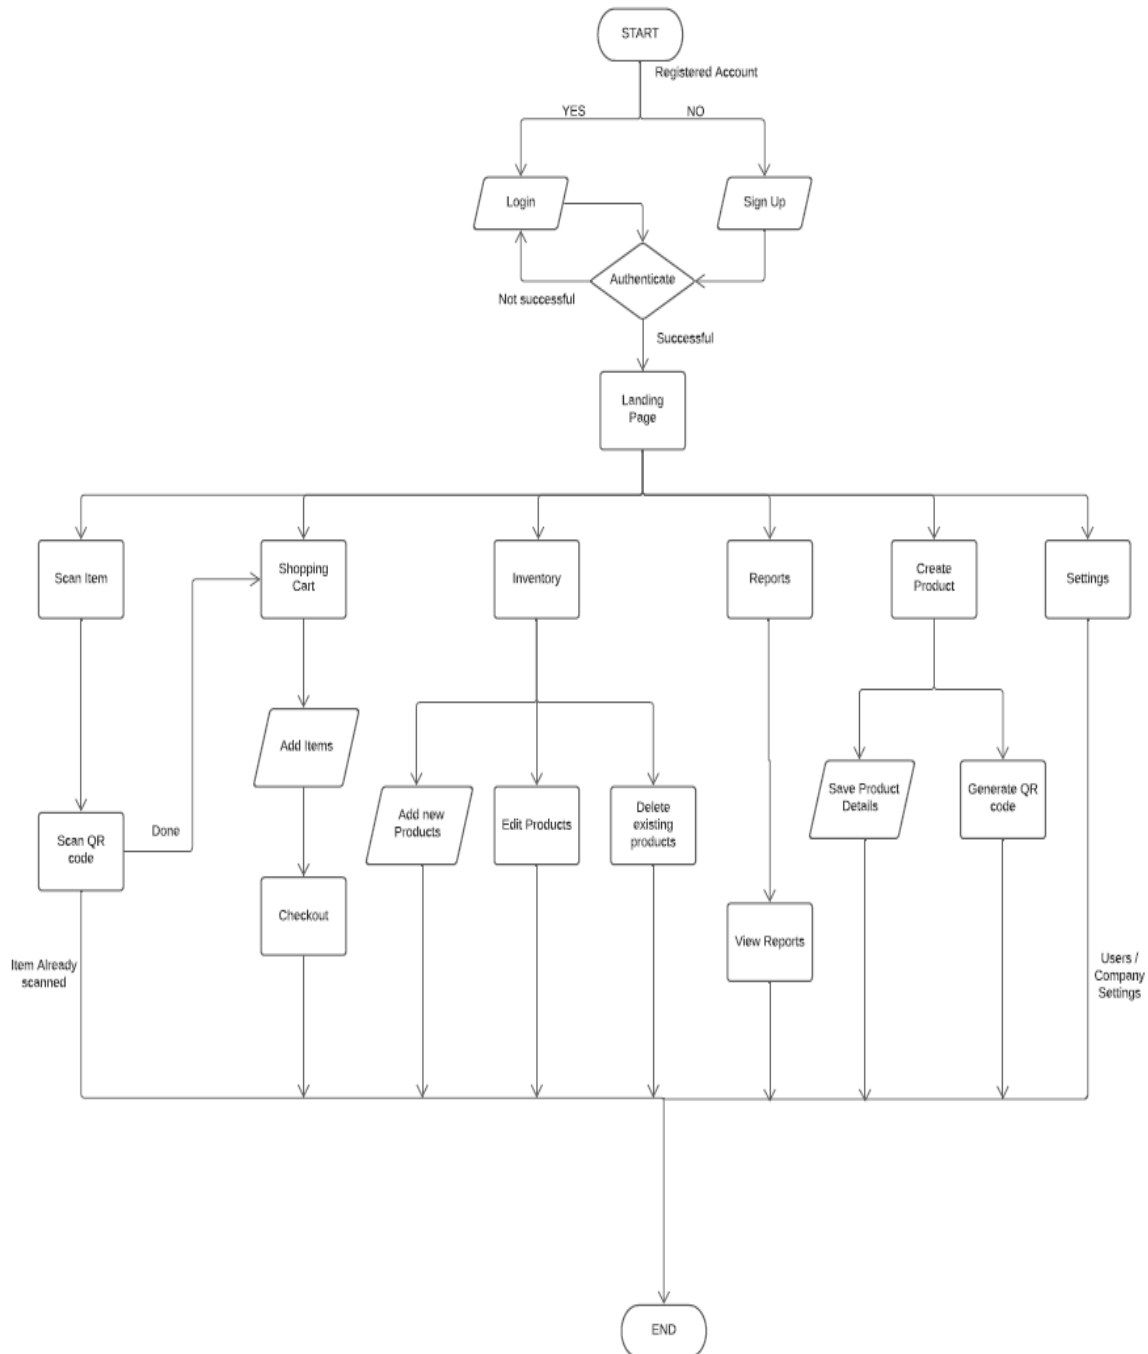 START
Registered Account
YES
NO
Login
Sign Up
Authenticate
Not successful
Successful
Landing
Page
Scan Item
Shopping
Cart
Inventory
Reports
Create
Product
Settings
Add Items
Add new
Products
Edit Products
Delete
existing
products
Save Product
Details
Generate QR
code
Scan QR
code
Done
Checkout
View Reports
Item Already
scanned
Users /
Company
Settings
END